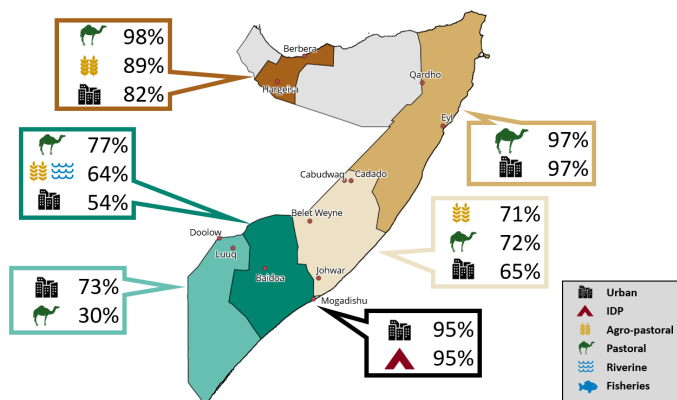 98%
89%
82%
Berbera
Hargeisa
Qardho
Eyl
97%
97%
77%
64%
54%
Cabudwaq
Cadado
71%
72%
65%
Belet Weyne
Doolow
Luuq
Baidoa
Johwar
Mogadishu
73%
30%
95%
95%
Urban
IDP
Agro-pastoral
Pastoral
Riverine
Fisheries